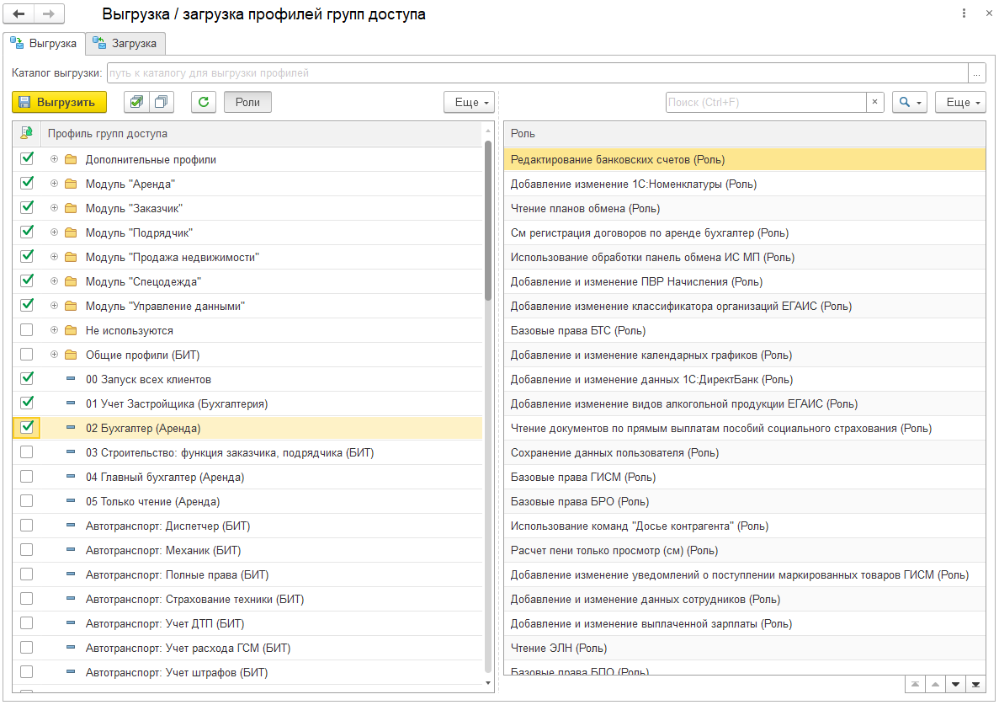 Выгрузка / загрузка профилей групп доступа
Выгрузка
Загрузка
Каталог выгрузки:
путь к каталогу для выгрузки профилей
...
Выгрузить
Роли
Еще
Поиск (Ctrl+F)
×
Еще
Профиль групп доступа
Дополнительные профили
Модуль "Аренда"
Модуль "Заказчик"
Модуль "Подрядчик"
Модуль "Продажа недвижимости"
Модуль "Спецодежда"
Модуль "Управление данными"
Не используются
Общие профили (БИТ)
00 Запуск всех клиентов
01 Учет Застройщика (Бухгалтерия)
02 Бухгалтер (Аренда)
03 Строительство: функция заказчика, подрядчика (БИТ)
04 Главный бухгалтер (Аренда)
05 Только чтение (Аренда)
Автотранспорт: Диспетчер (БИТ)
Автотранспорт: Механик (БИТ)
Автотранспорт: Полные права (БИТ)
Автотранспорт: Страхование техники (БИТ)
Автотранспорт: Учет ДТП (БИТ)
Автотранспорт: Учет расхода ГСМ (БИТ)
Автотранспорт: Учет штрафов (БИТ)
Роль
Редактирование банковских счетов (Роль)
Добавление изменение 1С:Номенклатуры (Роль)
Чтение планов обмена (Роль)
См регистрация договоров по аренде бухгалтер (Роль)
Использование обработки панель обмена ИС МП (Роль)
Добавление и изменение ПВР Начисления (Роль)
Добавление изменение классификатора организаций ЕГАИС (Роль)
Базовые права БТС (Роль)
Добавление и изменение календарных графиков (Роль)
Добавление и изменение данных 1С:ДиректБанк (Роль)
Добавление изменение видов алкогольной продукции ЕГАИС (Роль)
Чтение документов по прямым выплатам пособий социального страхования (Роль)
Сохранение данных пользователя (Роль)
Базовые права ГИСМ (Роль)
Базовые права БРО (Роль)
Использование команд "Досье контрагента" (Роль)
Расчет пени только просмотр (см) (Роль)
Добавление изменение уведомлений о поступлении маркированных товаров ГИСМ (Роль)
Добавление и изменение данных сотрудников (Роль)
Добавление и изменение выплаченной зарплаты (Роль)
Чтение ЭЛН (Роль)
Базовые права БПО (Роль)